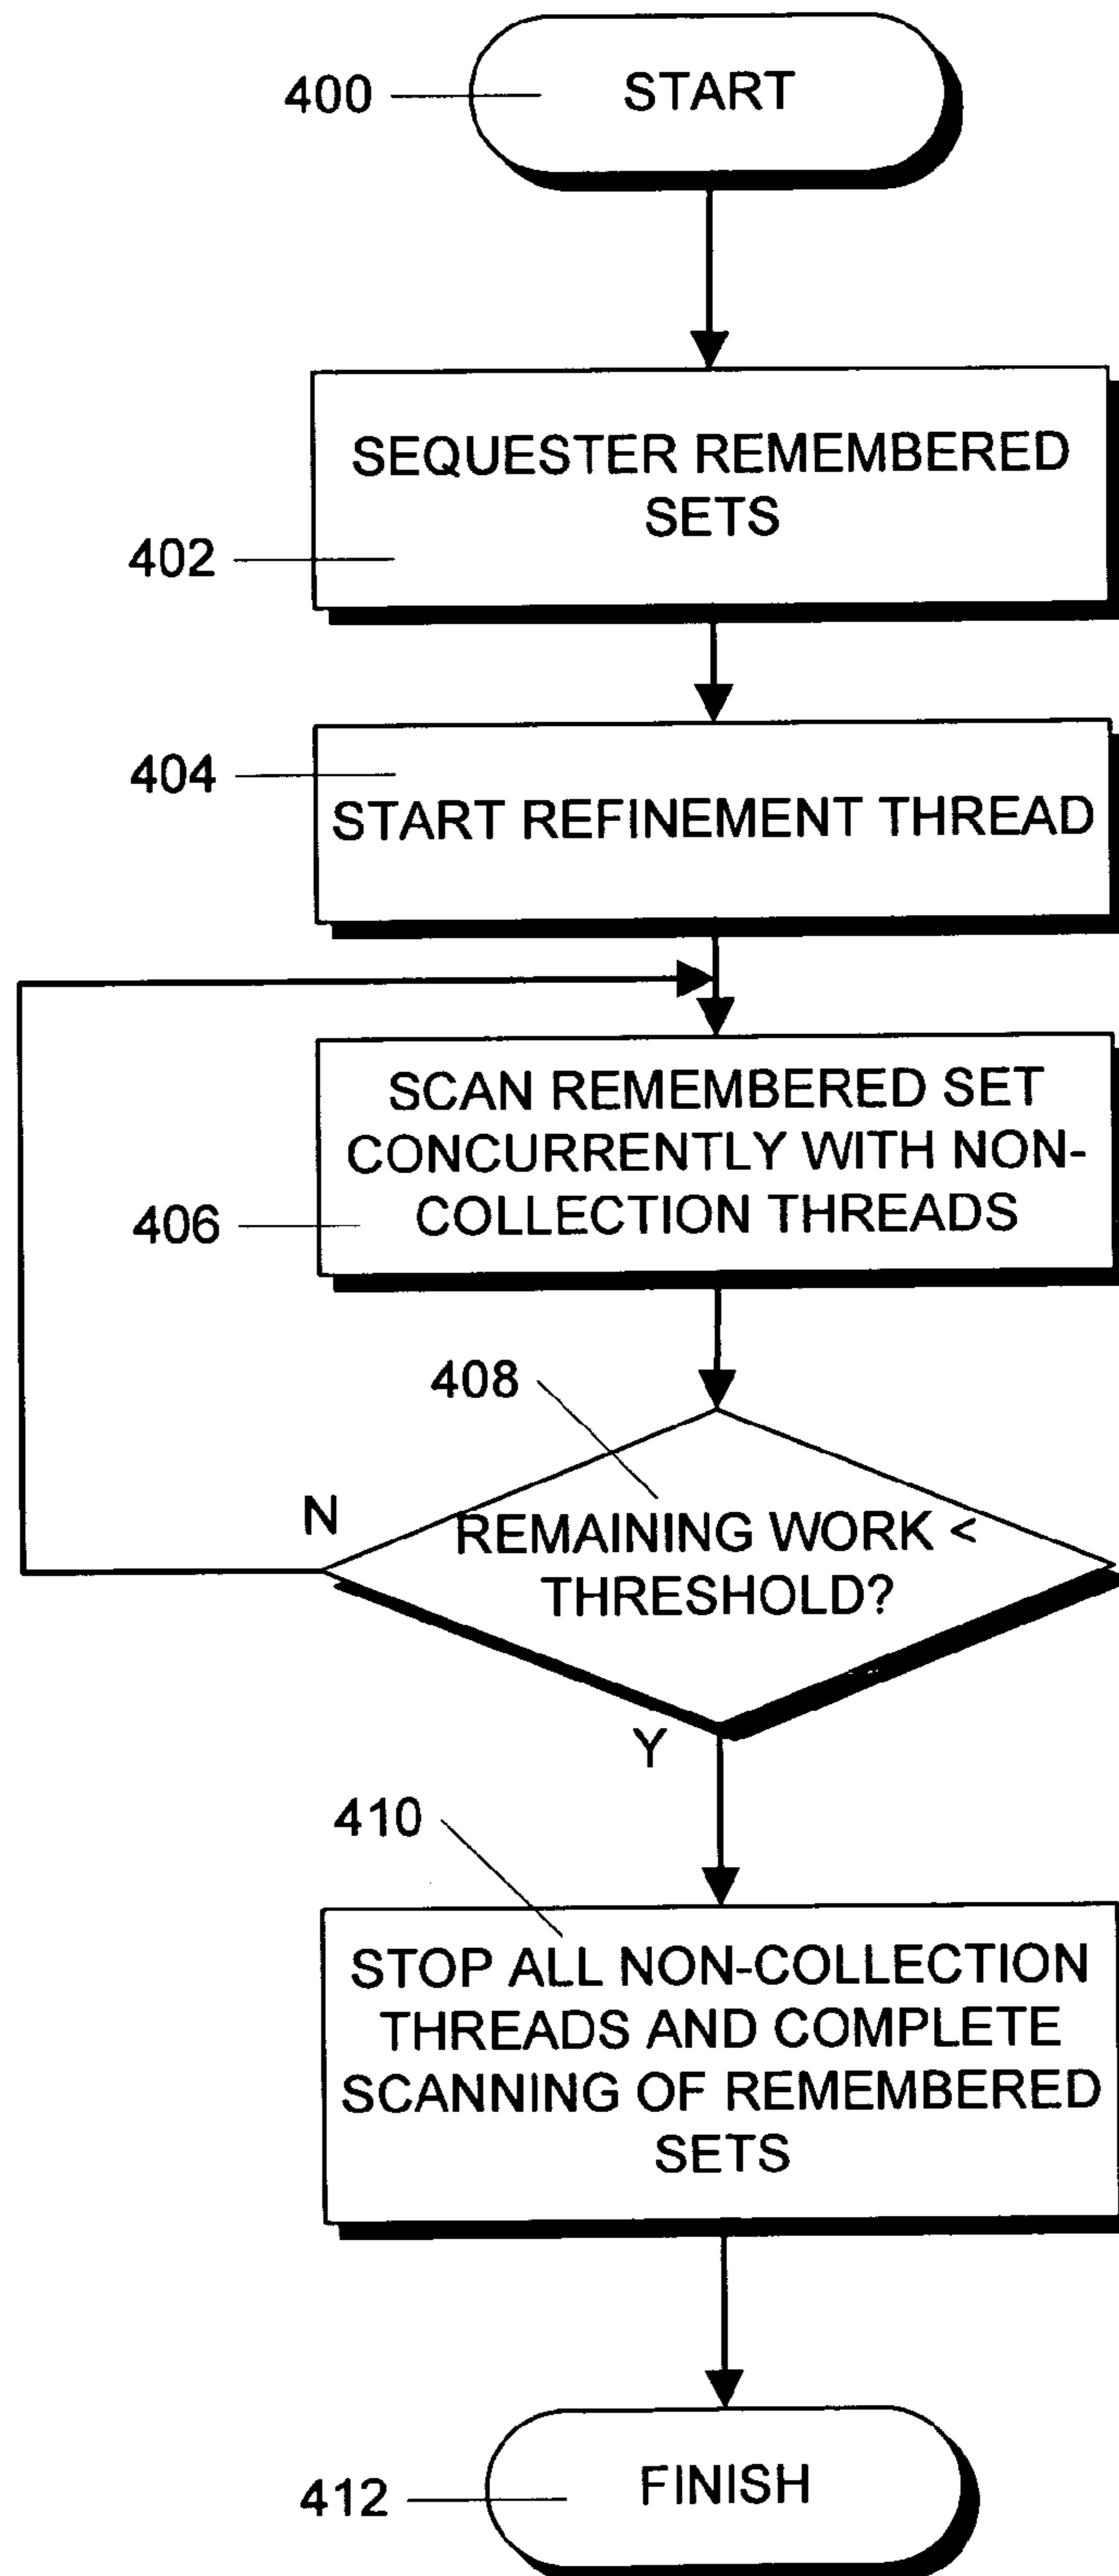 400
START
SEQUESTER REMEMBERED
SETS
402
404
START REFINEMENT THREAD
SCAN REMEMBERED SET
CONCURRENTLY WITH NON-
COLLECTION THREADS
406
408
N
REMAINING WORK <
THRESHOLD?
Y
410
STOP ALL NON-COLLECTION
THREADS AND COMPLETE
SCANNING OF REMEMBERED
SETS
412
FINISH